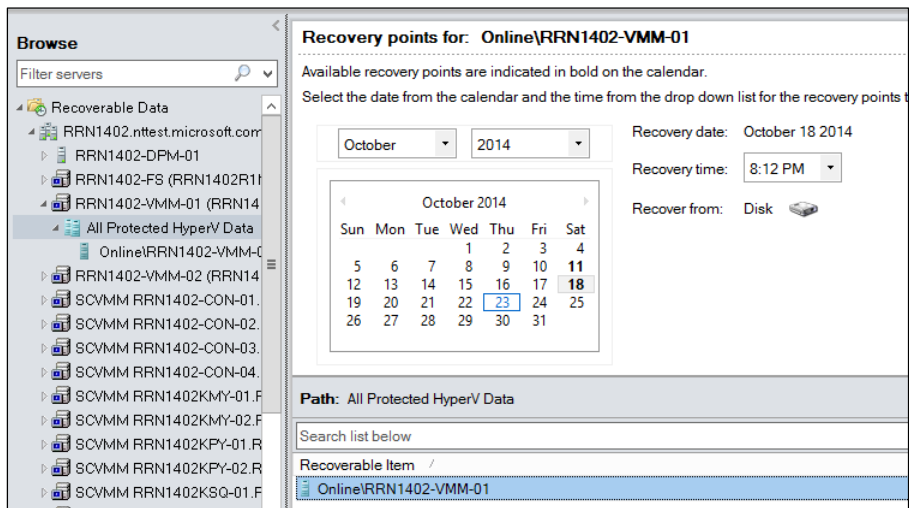 Browse
Filter servers
Recoverable Data
RRN1402.nttest.microsoft.com
RRN1402-DPM-01
RRN1402-FS (RRN1402R1
RRN1402-VMM-01 (RRN14
All Protected HyperV Data
Online\RRN1402-VMM-0
RRN1402-VMM-02 (RRN14
SCVMM RRN1402-CON-01.
SCVMM RRN1402-CON-02.
SCVMM RRN1402-CON-03.
SCVMM RRN1402-CON-04.
SCVMM RRN1402KMY-01.F
SCVMM RRN1402KMY-02.F
SCVMM RRN1402KPY-01.R
SCVMM RRN1402KPY-02.R
SCVMM RRN1402KSQ-01.F
Recovery points for: Online\RRN1402-VMM-01
Available recovery points are indicated in bold on the calendar.
Select the date from the calendar and the time from the drop down list for the recovery points t
October 2014
October 2014
Sun Mon Tue Wed Thu Fri Sat
1 2 3 4
5 6 7 8 9 10 11
12 13 14 15 16 17 18
19 20 21 22 23 24 25
26 27 28 29 30 31
Recovery date: October 18 2014
Recovery time: 8:12 PM
Recover from: Disk
Path: All Protected HyperV Data
Search list below
Recoverable Item
Online\RRN1402-VMM-01